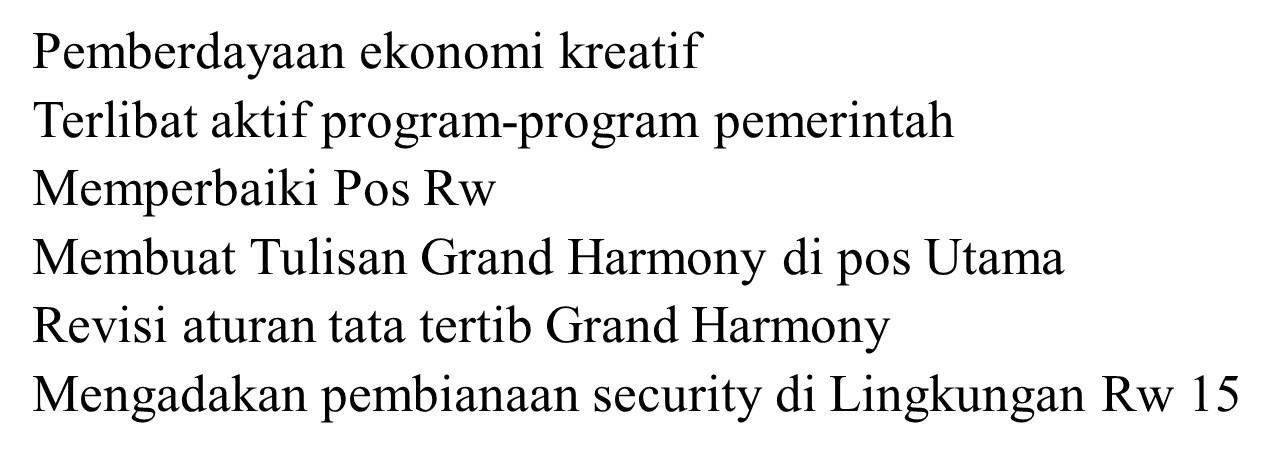 Pemberdayaan ekonomi kreatif
Terlibat aktif program-program pemerintah
Memperbaiki Pos Rw
Membuat Tulisan Grand Harmony di pos Utama
Revisi aturan tata tertib Grand Harmony
Mengadakan pembianaan security di Lingkungan Rw 15